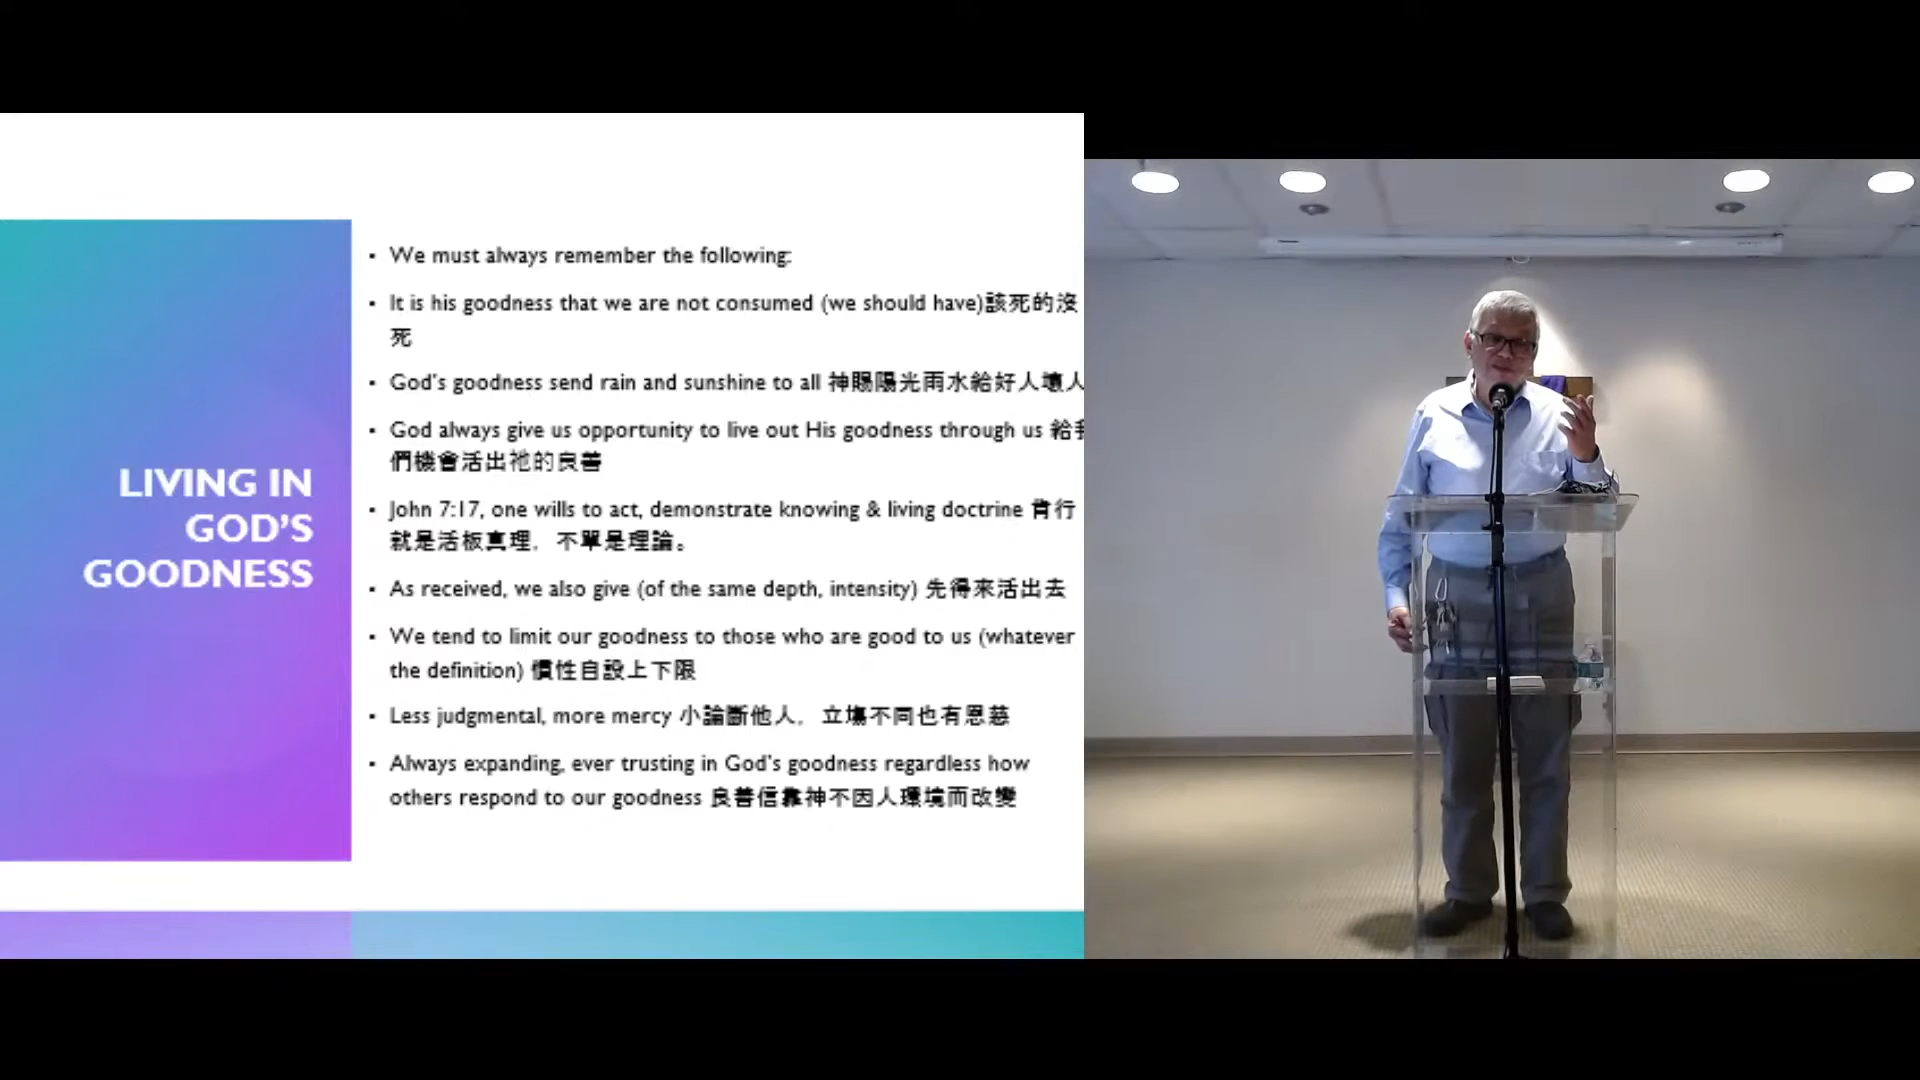 LIVING IN
GOD'S
GOODNESS
▪ We must always remember the following:
▪ It is his goodness that we are not consumed (we should have)該死的沒
死
▪ God's goodness send rain and sunshine to all 神賜陽光雨水給好人壞人
▪ God always give us opportunity to live out His goodness through us 給我
們機會活出祂的良善
▪ John 7:17, one wills to act, demonstrate knowing & living doctrine 肯行
就是活板真理，不單是理論。
▪ As received, we also give (of the same depth, intensity) 先得來活出去
▪ We tend to limit our goodness to those who are good to us (whatever
the definition) 慣性自設上下限
▪ Less judgmental, more mercy 小論斷他人，立場不同也有恩慈
▪ Always expanding, ever trusting in God's goodness regardless how
others respond to our goodness 良善信靠神不因人環境而改變